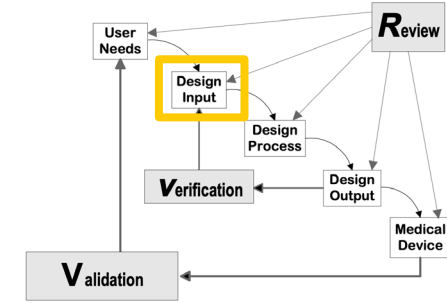 Review
User
Needs
Design
Input
Design
Process
Verification
Design
Output
Medical
Device
Validation